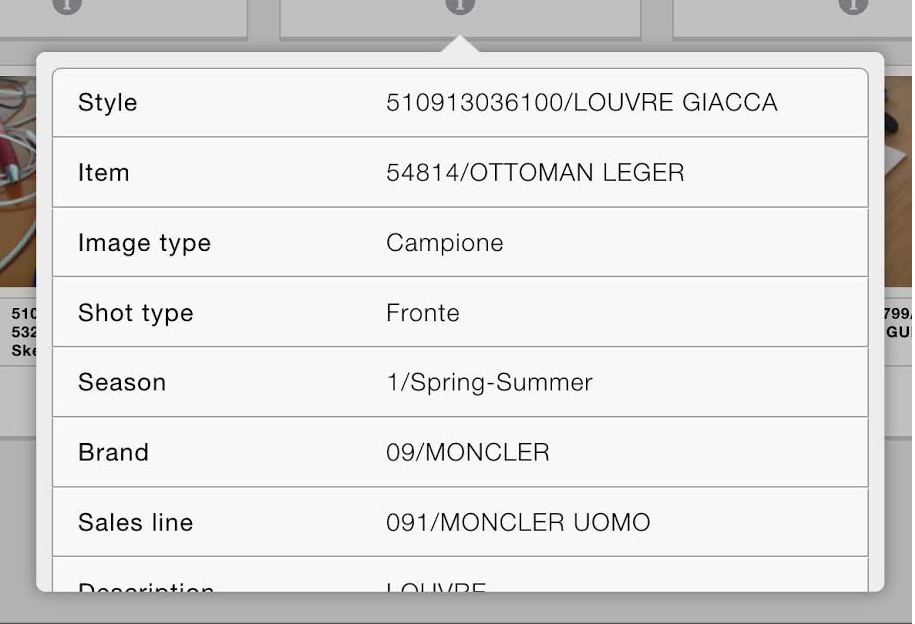 Style 510913036100/LOUVRE GIACCA
Item 54814/OTTOMAN LEGER
Image type Campione
Shot type Fronte
Season 1/Spring-Summer
Brand 09/MONCLER
Sales line 091/MONCLER UOMO
Description LOUVRE
510
532
Ske
799/
GUI